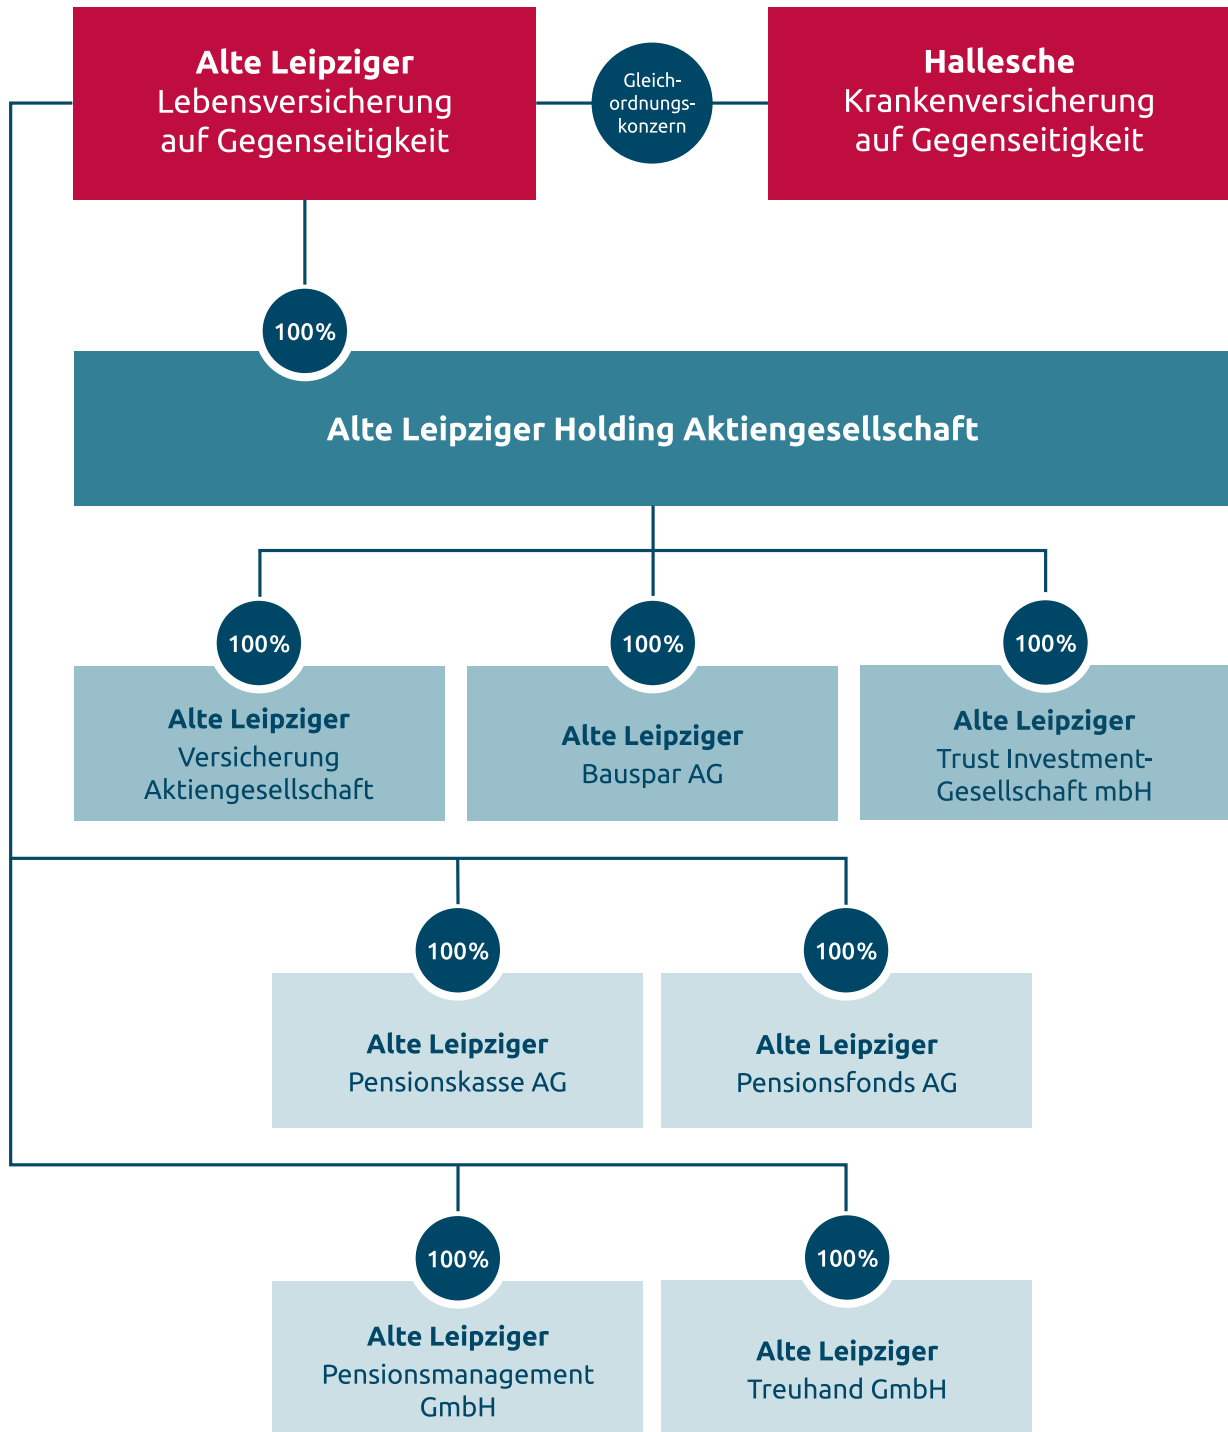 Alte Leipziger
Lebensversicherung
auf Gegenseitigkeit
Gleich-
ordnungs-
konzern
Hallesche
Krankenversicherung
auf Gegenseitigkeit
100%
Alte Leipziger Holding Aktiengesellschaft
100%
Alte Leipziger
Versicherung
Aktiengesellschaft
100%
Alte Leipziger
Bauspar AG
100%
Alte Leipziger
Trust Investment-
Gesellschaft mbH
100%
Alte Leipziger
Pensionskasse AG
100%
Alte Leipziger
Pensionsfonds AG
100%
Alte Leipziger
Pensionsmanagement
GmbH
100%
Alte Leipziger
Treuhand GmbH